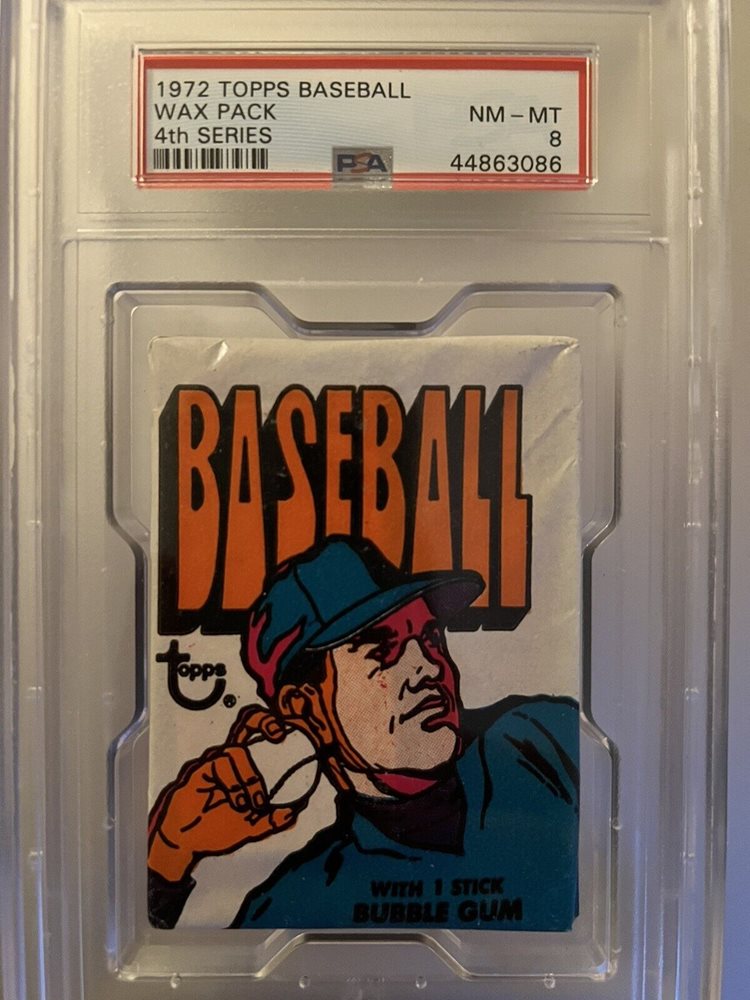 1972 TOPPS BASEBALL
WAX PACK NM-MT
4th SERIES 8
PSA 44863086
BASEBALL
topps®
WITH 1 STICK
BUBBLE GUM